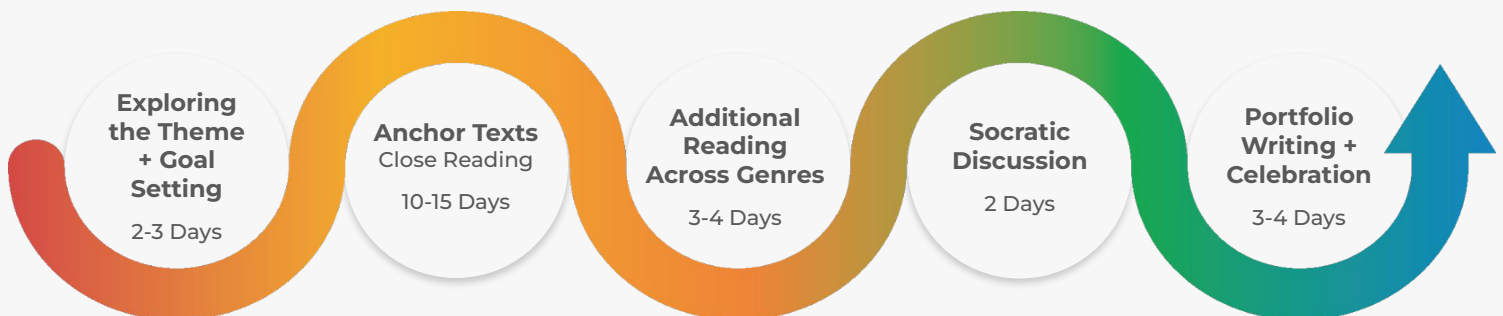 Exploring
the Theme
+ Goal
Setting
2-3 Days
Anchor Texts
Close Reading
10-15 Days
Additional
Reading
Across Genres
3-4 Days
Socratic
Discussion
2 Days
Portfolio
Writing +
Celebration
3-4 Days